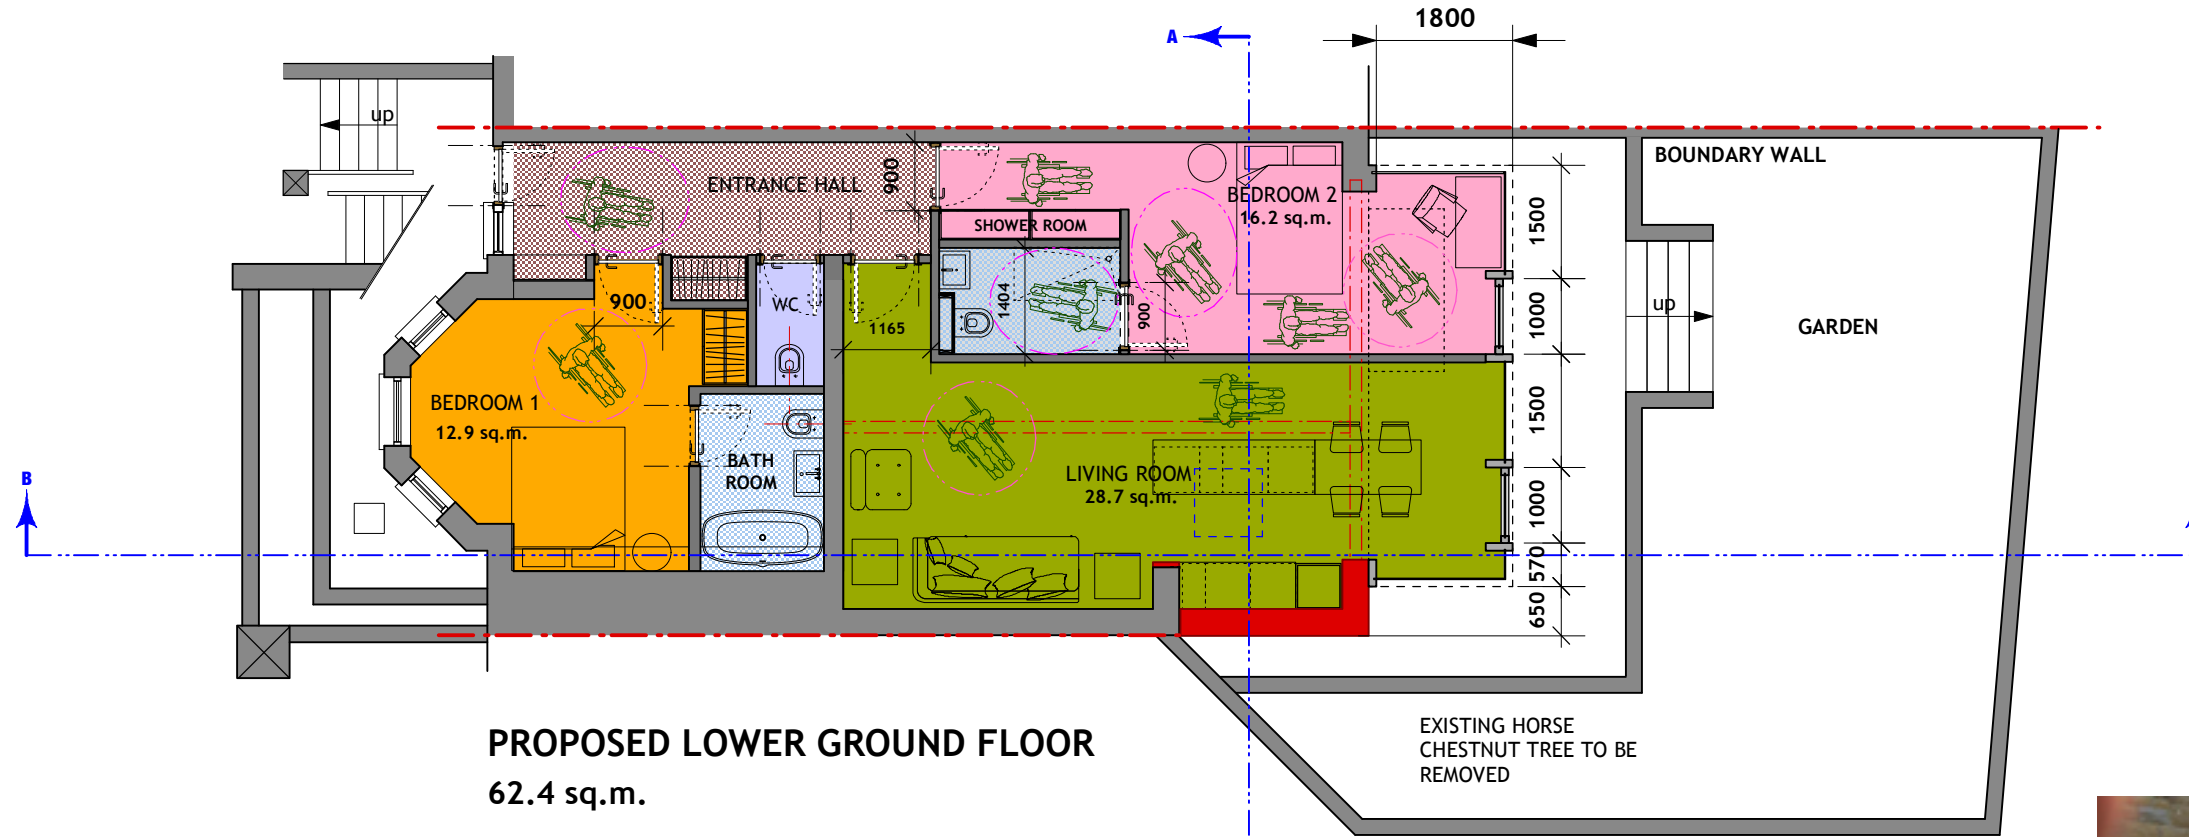 1800
A
up
BOUNDARY WALL
ENTRANCE HALL
900
BEDROOM 2
16.2 sq.m.
SHOWER ROOM
1500
1404
900
WC
1165
900
1000
up
GARDEN
BEDROOM 1
12.9 sq.m.
1500
BATH
ROOM
LIVING ROOM
28.7 sq.m.
B
1000
570
650
PROPOSED LOWER GROUND FLOOR
62.4 sq.m.
EXISTING HORSE
CHESTNUT TREE TO BE
REMOVED